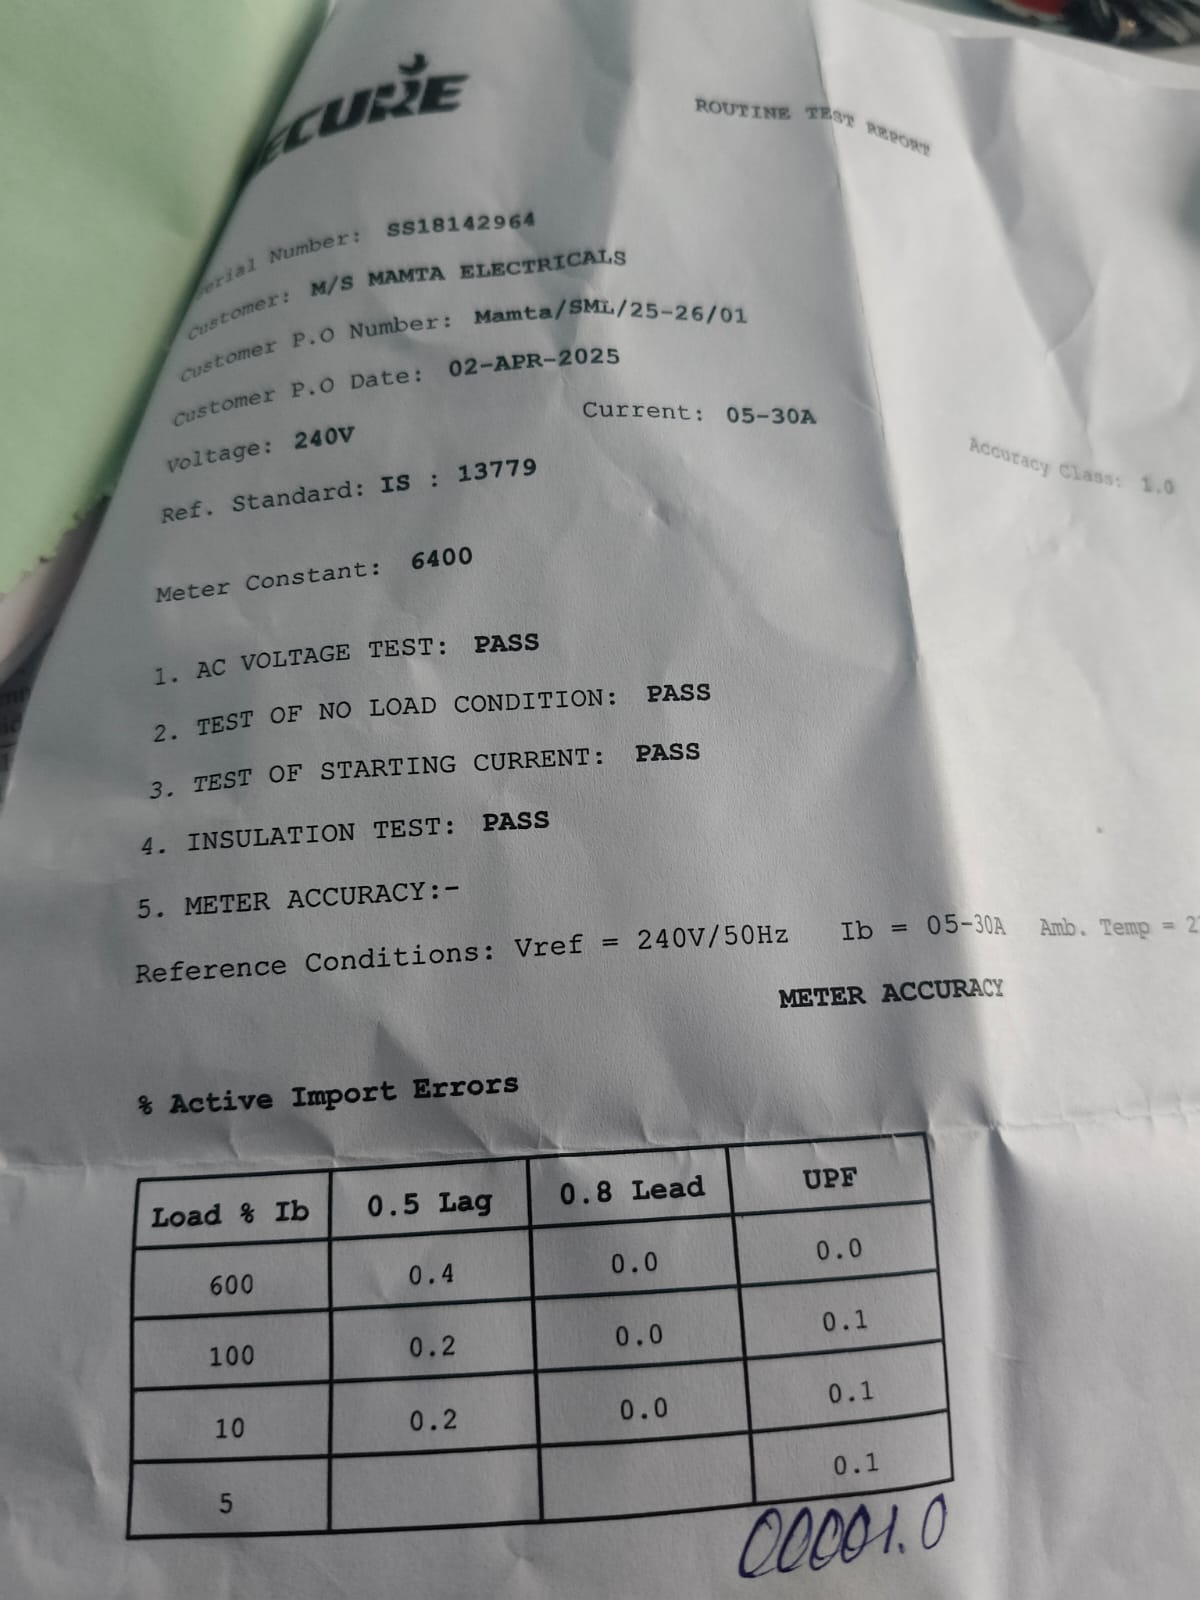 SECURE
ROUTINE TEST REPORT
Serial Number: SS18142964
Customer: M/S MAMTA ELECTRICALS
Customer P.O Number: Mamta/SML/25-26/01
Customer P.O Date: 02-APR-2025
Voltage: 240V Current: 05-30A Accuracy Class: 1.0
Ref. Standard: IS : 13779
Meter Constant: 6400
1. AC VOLTAGE TEST: PASS
2. TEST OF NO LOAD CONDITION: PASS
3. TEST OF STARTING CURRENT: PASS
4. INSULATION TEST: PASS
5. METER ACCURACY:-
Reference Conditions: Vref = 240V/50Hz Ib = 05-30A Amb. Temp =
METER ACCURACY
% Active Import Errors
Load % Ib 0.5 Lag 0.8 Lead UPF
600 0.4 0.0 0.0
100 0.2 0.0 0.1
10 0.2 0.0 0.1
5 0.1
00001.0